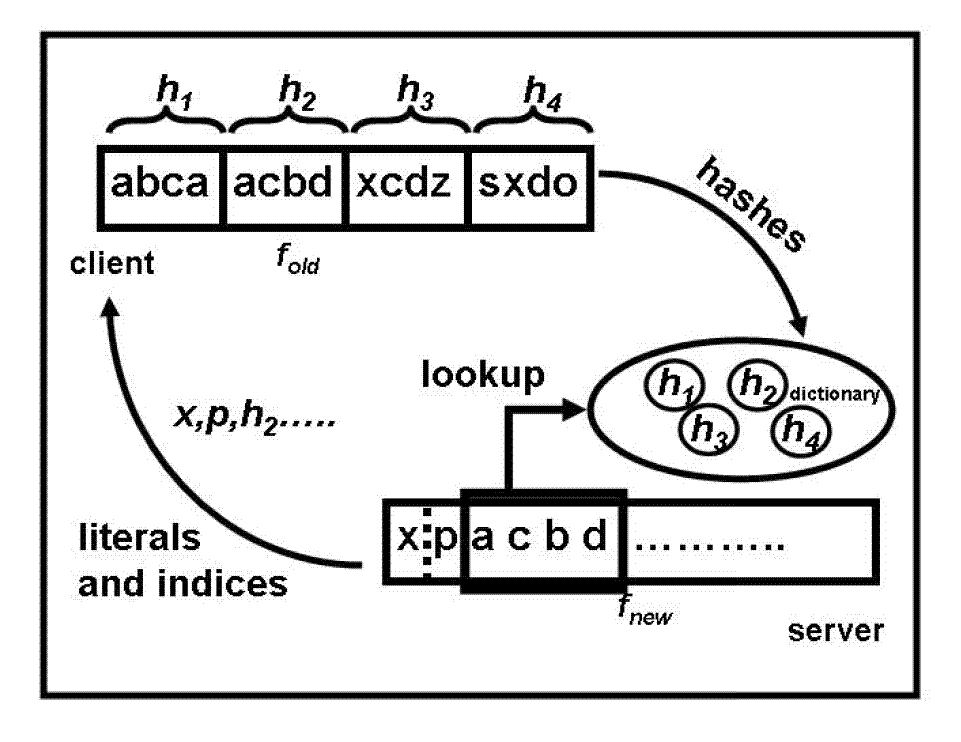 h1 h2 h3 h4
abca acbd xcdz sxdo
hashes
client
fold
lookup
h1 h2 dictionary
h3 h4
x,p,h2.....
x p a c b d ...........
literals
and indices
fnew
server